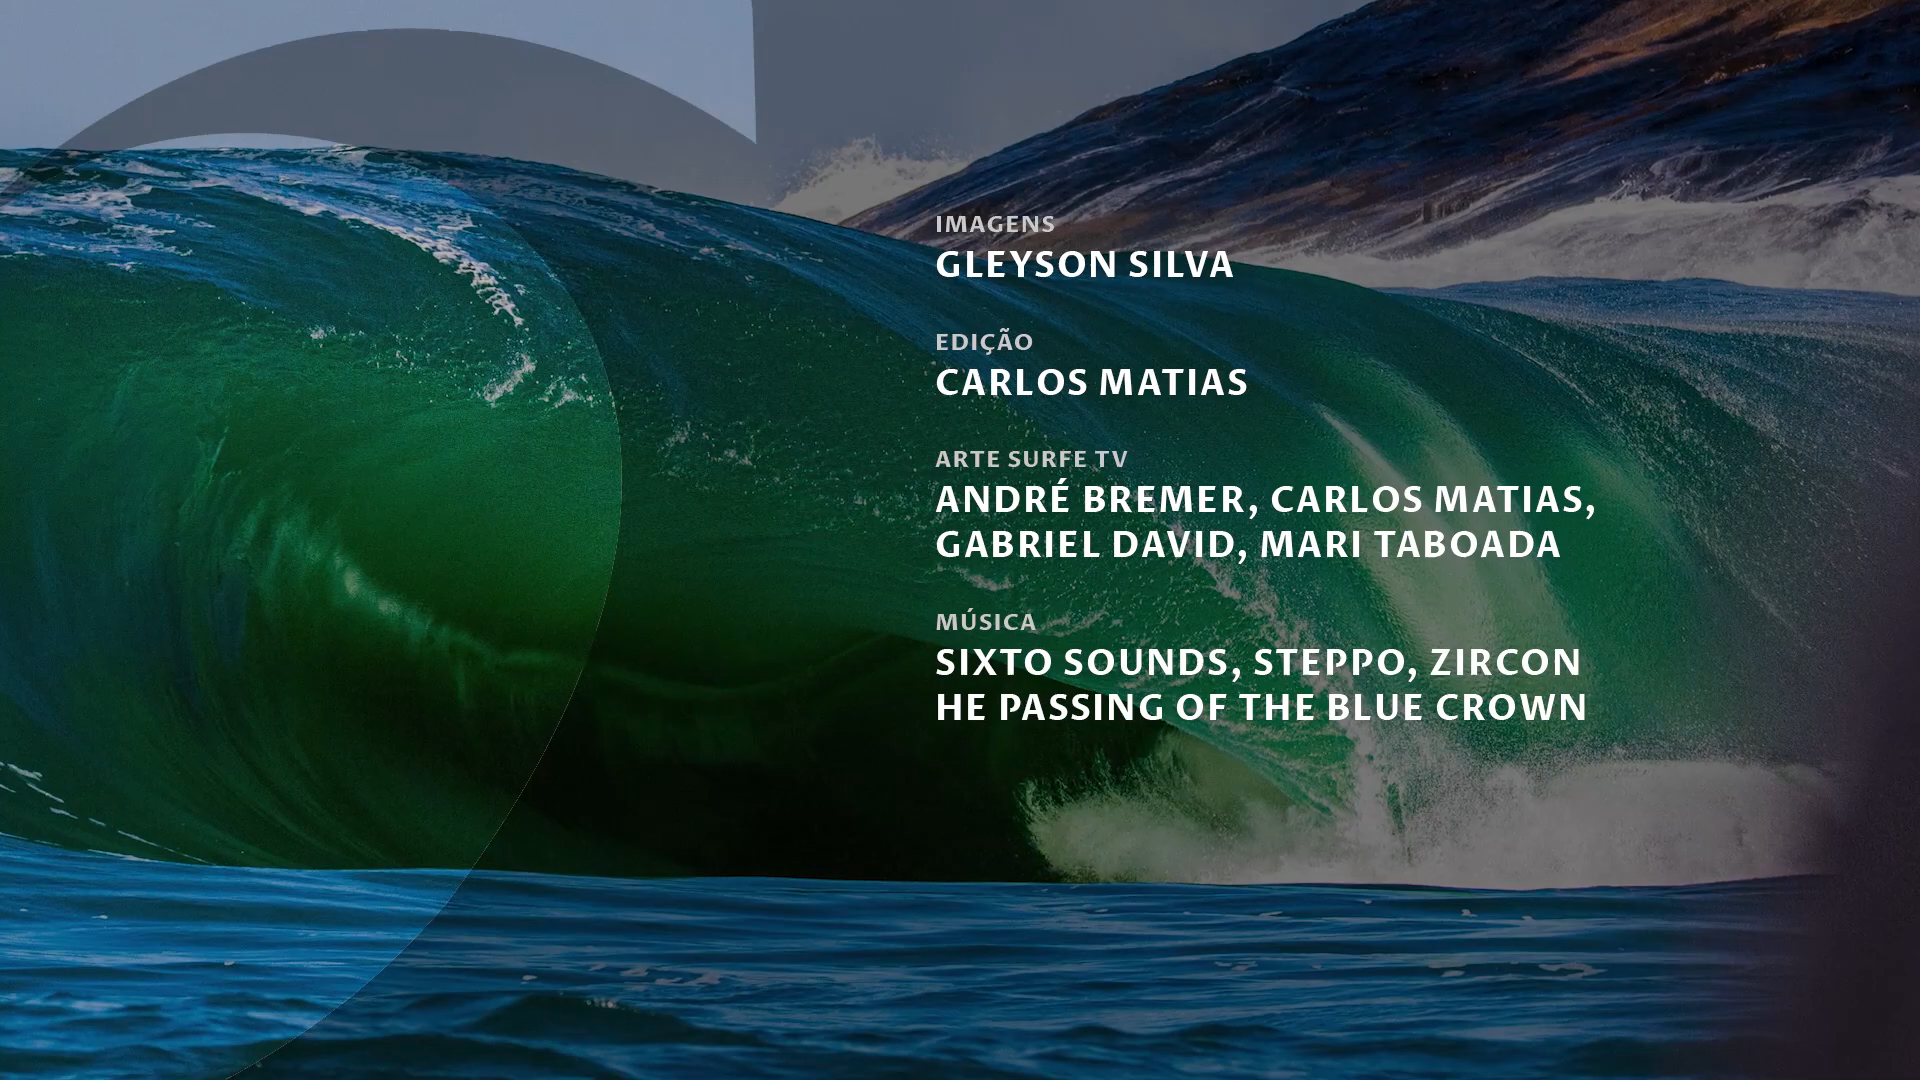 IMAGENS
GLEYSON SILVA
EDIÇÃO
CARLOS MATIAS
ARTE SURFE TV
ANDRÉ BREMER, CARLOS MATIAS,
GABRIEL DAVID, MARI TABOADA
MÚSICA
SIXTO SOUNDS, STEPPO, ZIRCON
HE PASSING OF THE BLUE CROWN